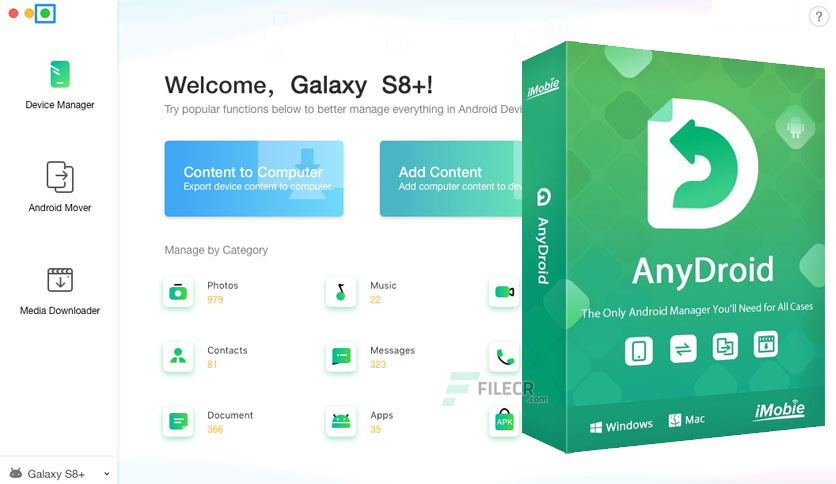 ?
Device Manager
Android Mover
Media Downloader
Galaxy S8+
Welcome, Galaxy S8+!
Try popular functions below to better manage everything in Android Devi
Content to Computer
Export device content to computer.
Add Content
Add computer content to dev
Manage by Category
Photos
979
Music
22
Contacts
81
Messages
323
Document
366
Apps
35
APK
FILECR
.com
iMobie
AnyDroid
AnyDroid
The Only Android Manager You'll Need for All Cases
Windows
Mac
iMobie